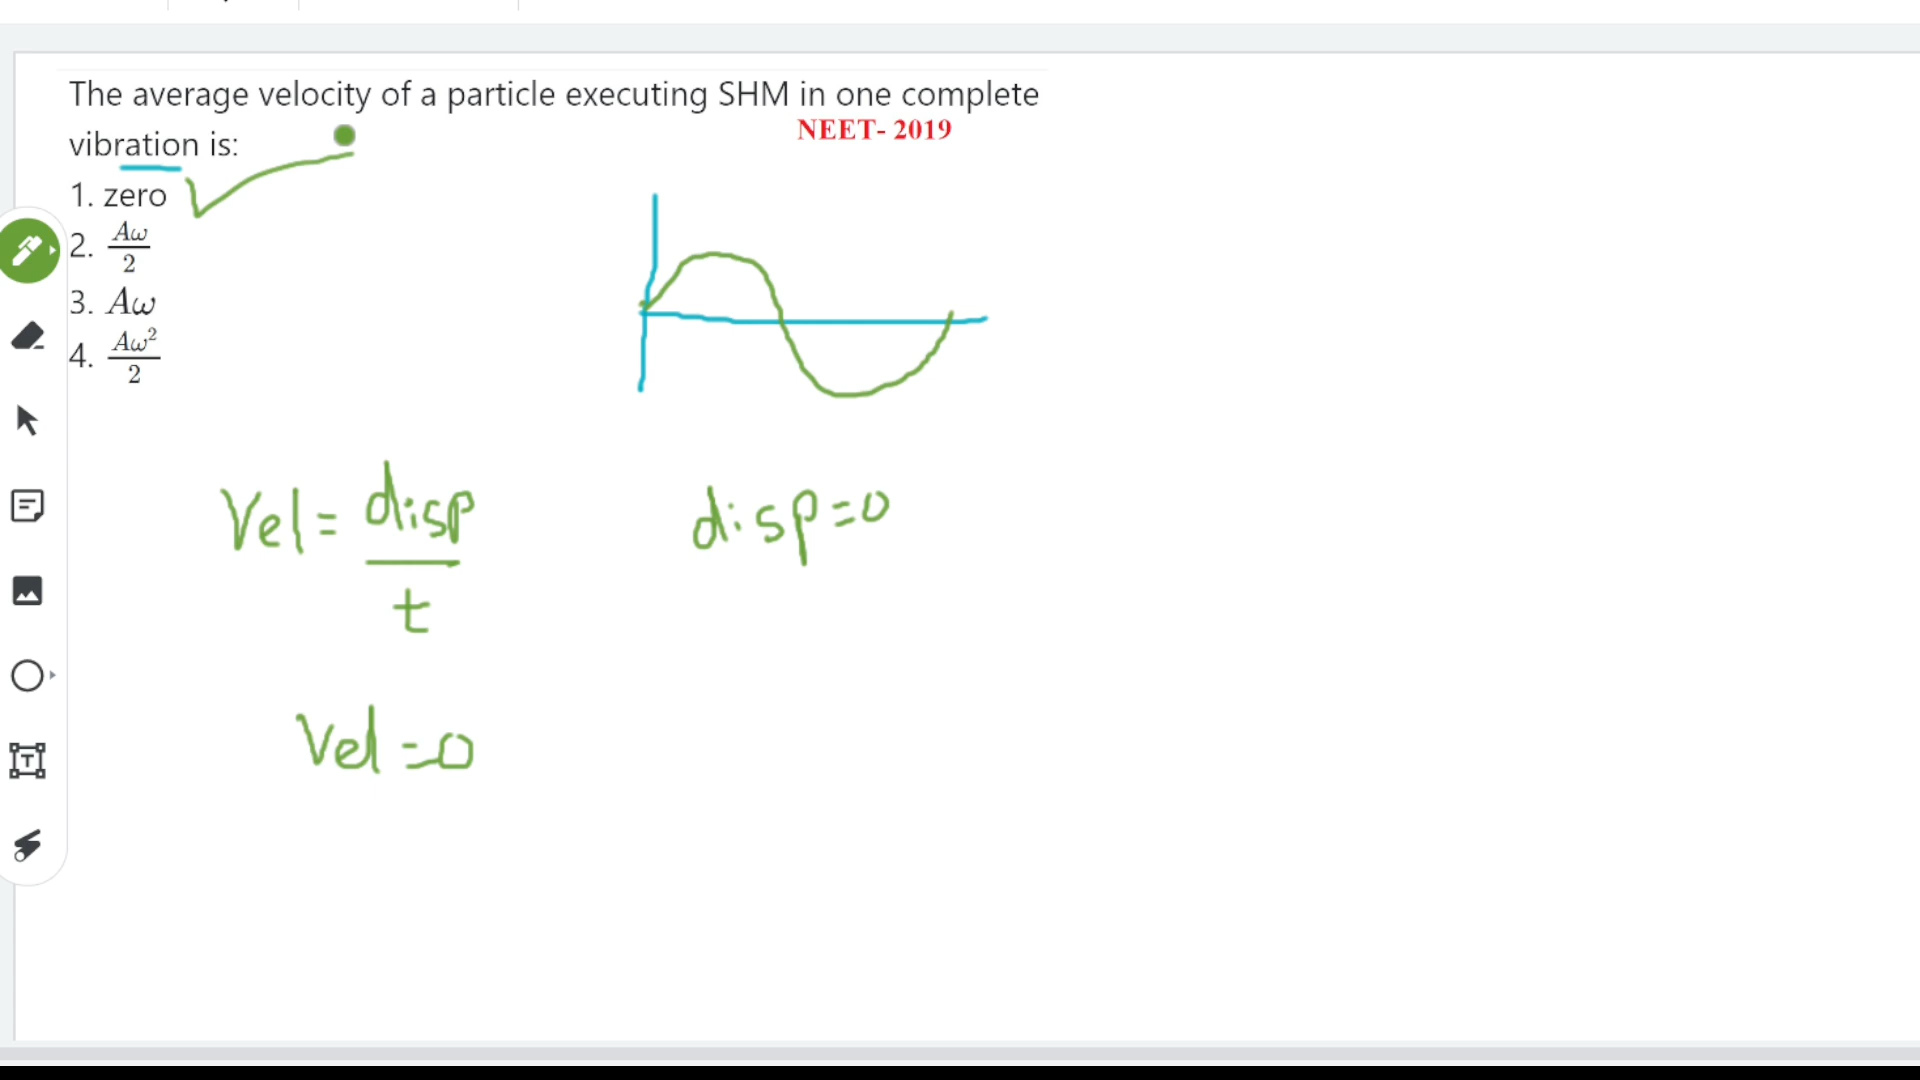 The average velocity of a particle executing SHM in one complete
NEET- 2019
vibration is:
1. zero
2. Aω/2
3. Aω
4. Aω²/2
Vel = disp/t
disp=0
Vel=0
T